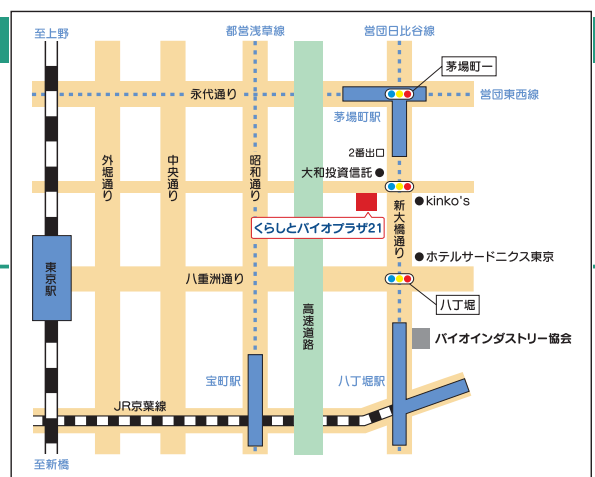 至上野
都営浅草線
営団日比谷線
茅場町一
永代通り
営団東西線
茅場町駅
2番出口
大和投資信託
外堀通り
中央通り
昭和通り
kinko's
くらしとバイオプラザ21
新大橋通り
東京駅
八重洲通り
ホテルサードニクス東京
八丁堀
高速道路
バイオインダストリー協会
宝町駅
八丁堀駅
JR京葉線
至新橋